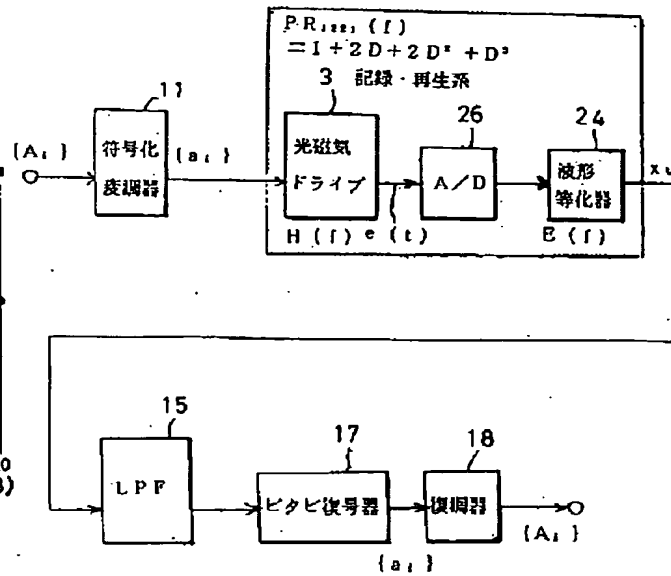 PR₁₂₂₁(f)
=1+2D+2D²+D³
3 記録・再生系
11
26
24
{Aᵢ}
符号化
変調器
{aᵢ}
光磁気
ドライブ
A/D
波形
等化器
H(f) e(t)
E(f)
15
17
18
LPF
ビタビ復号器
復調器
{aᵢ}
{Aᵢ}